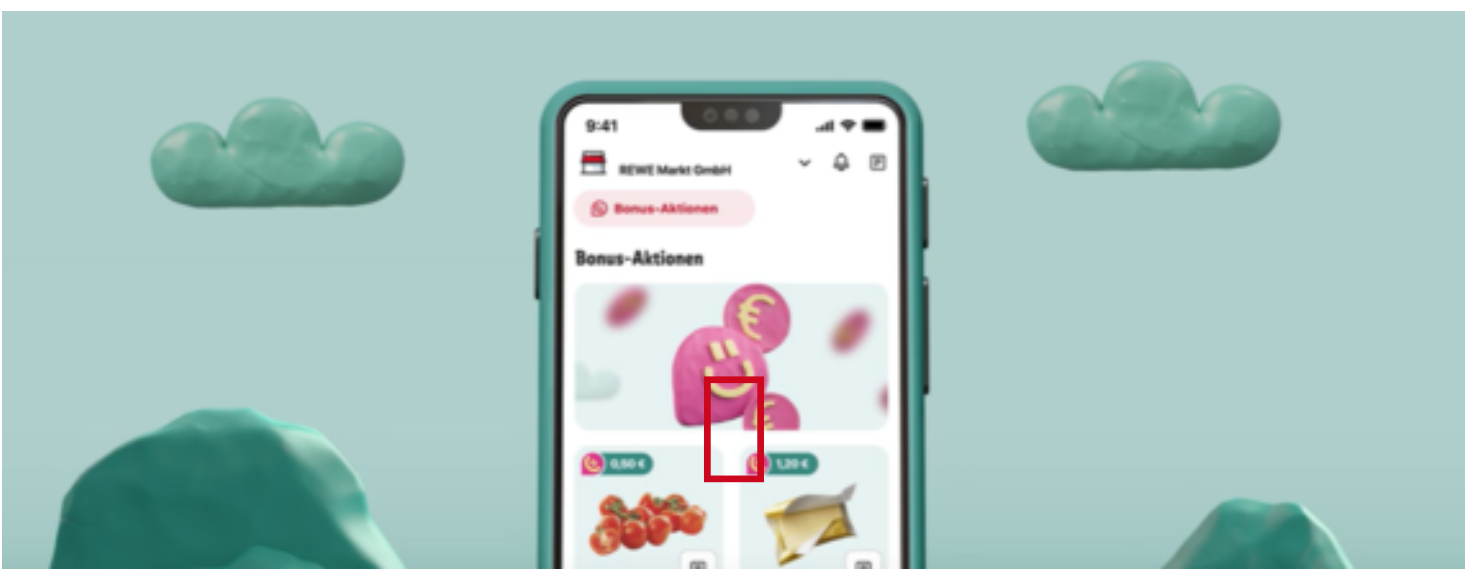 9:41
REWE Markt GmbH
Bonus-Aktionen
Bonus-Aktionen
€
€
0,50 €
1,20 €